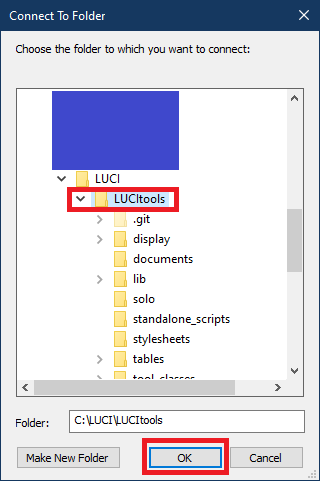 Connect To Folder
Choose the folder to which you want to connect:
LUCI
LUCItools
.git
display
documents
lib
solo
standalone_scripts
stylesheets
tables
tool_classes
Folder:
C:\LUCI\LUCItools
Make New Folder
OK
Cancel